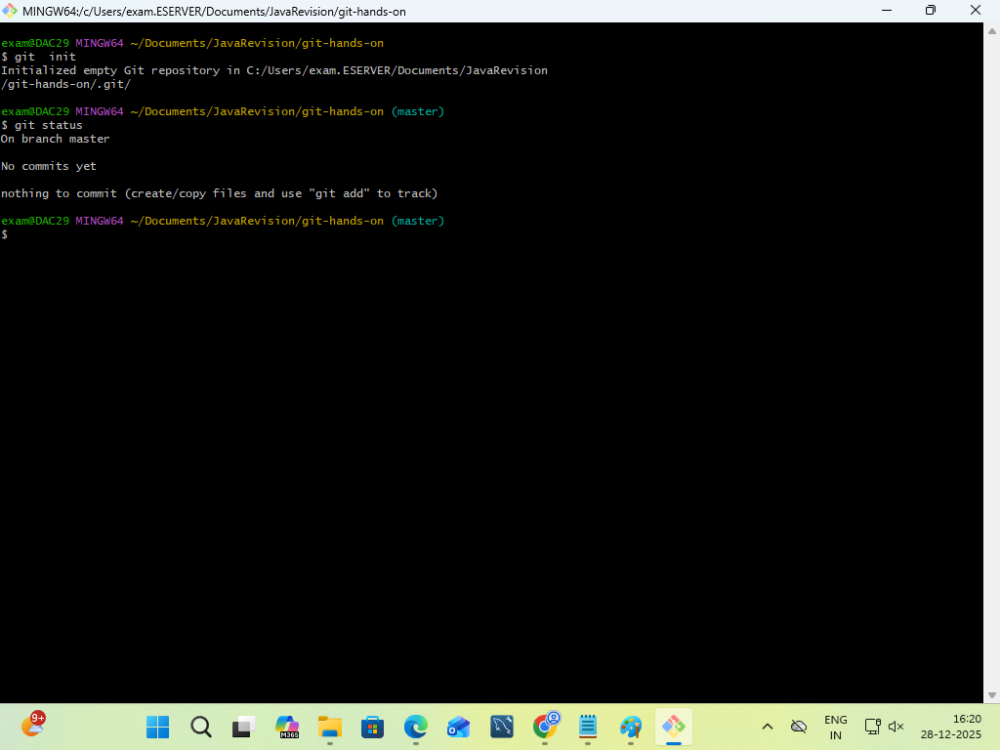 MINGW64:/c/Users/exam.ESERVER/Documents/JavaRevision/git-hands-on
exam@DAC29 MINGW64 ~/Documents/JavaRevision/git-hands-on
$ git  init
Initialized empty Git repository in C:/Users/exam.ESERVER/Documents/JavaRevision
/git-hands-on/.git/
exam@DAC29 MINGW64 ~/Documents/JavaRevision/git-hands-on (master)
$ git status
On branch master
No commits yet
nothing to commit (create/copy files and use "git add" to track)
exam@DAC29 MINGW64 ~/Documents/JavaRevision/git-hands-on (master)
$
9+
M365
ENG
IN
16:20
28-12-2025